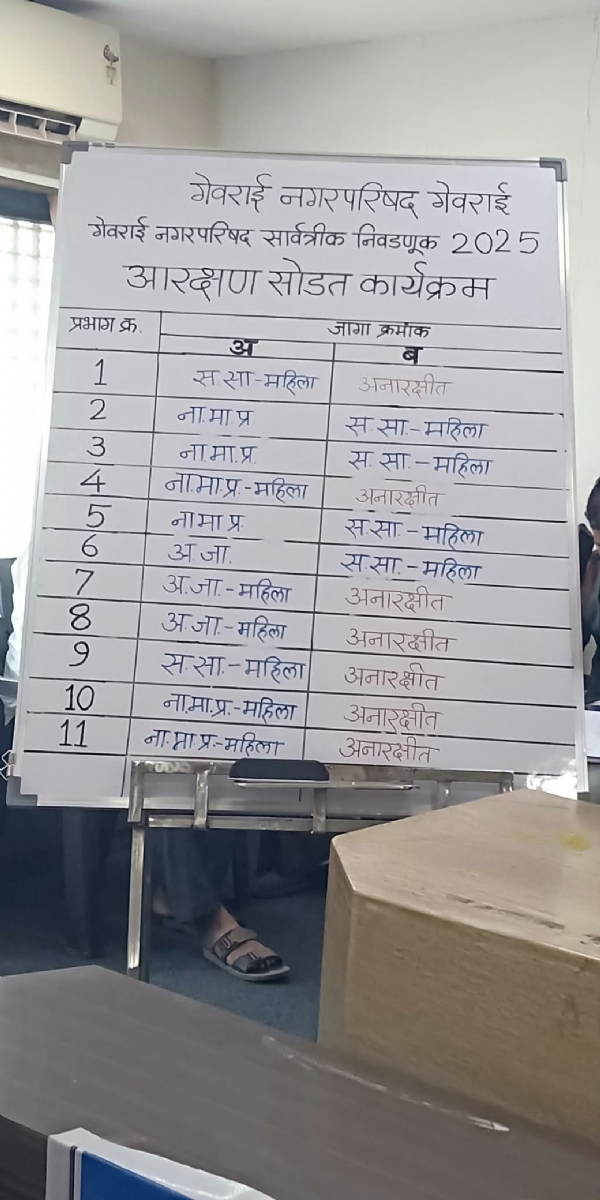 गेवराई नगरपरिषद गेवराई
गेवराई नगरपरिषद सार्वत्रीक निवडणूक 2025
आरक्षण सोडत कार्यक्रम
प्रभाग क्र. जागा क्रमांक
अ ब
1 स.सा.-महिला अनारक्षीत
2 ना.मा.प्र. स.सा.-महिला
3 ना.मा.प्र. स.सा.-महिला
4 ना.मा.प्र.-महिला अनारक्षीत
5 ना.मा.प्र. स.सा.-महिला
6 अ.जा. स.सा.-महिला
7 अ.जा.-महिला अनारक्षीत
8 अ.जा.-महिला अनारक्षीत
9 स.सा.-महिला अनारक्षीत
10 ना.मा.प्र.-महिला अनारक्षीत
11 ना.मा.प्र.-महिला अनारक्षीत